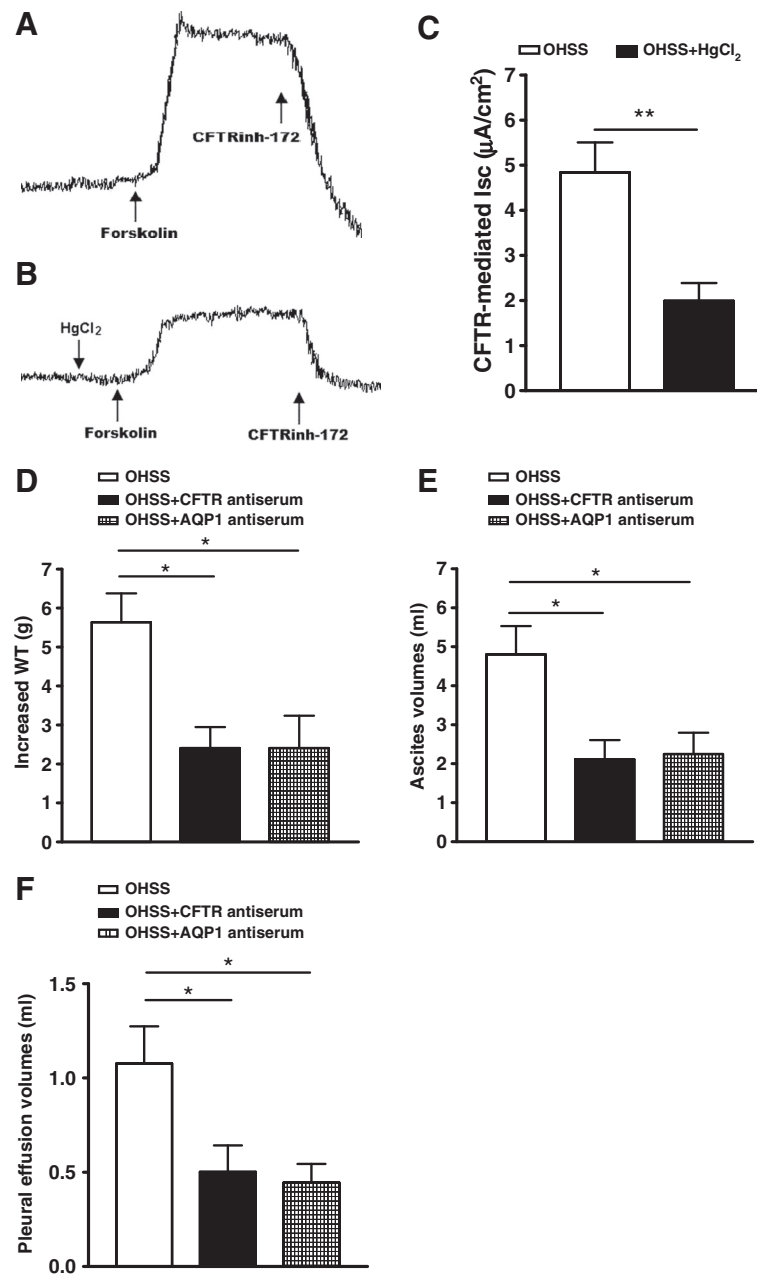 A
CFTRinh-172
Forskolin
B
HgCl2
Forskolin
CFTRinh-172
C
OHSS
OHSS+HgCl2
CFTR-mediated Isc (µA/cm²)
7
6
5
4
3
2
1
0
**
D
OHSS
OHSS+CFTR antiserum
OHSS+AQP1 antiserum
Increased WT (g)
7
6
5
4
3
2
1
0
*
*
E
OHSS
OHSS+CFTR antiserum
OHSS+AQP1 antiserum
Ascites volumes (ml)
7
6
5
4
3
2
1
0
*
*
F
OHSS
OHSS+CFTR antiserum
OHSS+AQP1 antiserum
Pleural effusion volumes (ml)
1.5
1.0
0.5
0.0
*
*